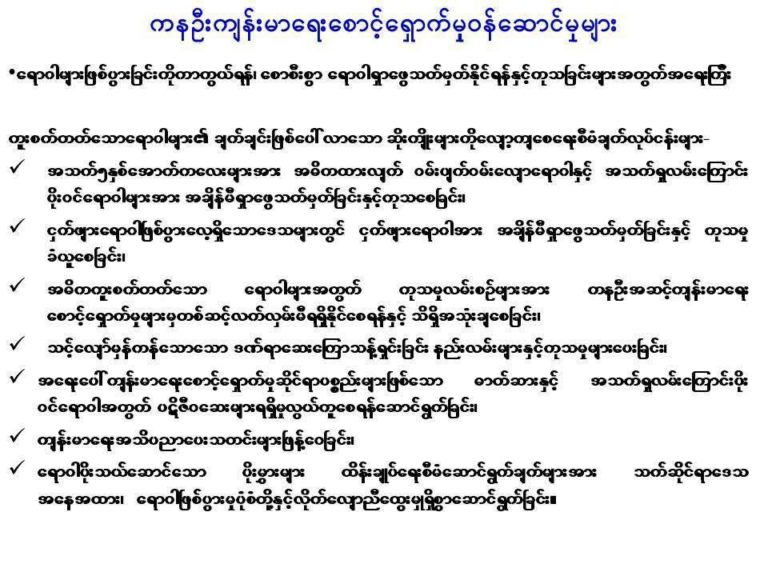 ကနဦးကျန်းမာရေးစောင့်ရှောက်မှုဝန်ဆောင်မှုများ
•ရောဂါများဖြစ်ပွားခြင်းကိုကာကွယ်ရန်၊ စောစီးစွာ ရောဂါရှာဖွေသတ်မှတ်နိုင်ရန်နှင့်ကုသခြင်းများအတွက်အရေးကြီး
ကူးစက်တတ်သောရောဂါများ၏ ချက်ချင်းဖြစ်ပေါ်လာသော ဆိုးကျိုးများကိုလျော့ကျစေရေးစီမံချက်လုပ်ငန်းများ-
✓ အသက်၅နှစ်အောက်ကလေးများအား အဓိကထားလျက် ဝမ်းပျက်ဝမ်းလျောရောဂါနှင့် အသက်ရှူလမ်းကြောင်း
ပိုးဝင်ရောဂါများအား အချိန်မီရှာဖွေသတ်မှတ်ခြင်းနှင့်ကုသစေခြင်း၊
✓ ငှက်ဖျားရောဂါဖြစ်ပွားလေ့ရှိသောဒေသများတွင် ငှက်ဖျားရောဂါအား အချိန်မီရှာဖွေသတ်မှတ်ခြင်းနှင့် ကုသမှု
ခံယူစေခြင်း၊
✓ အဓိကကူးစက်တတ်သော ရောဂါများအတွက် ကုသမှုလမ်းစဉ်များအား ကနဦးအဆင့်ကျန်းမာရေး
စောင့်ရှောက်မှုများမှတစ်ဆင့်လက်လှမ်းမီရရှိနိုင်စေရန်နှင့် သိရှိအသုံးချစေခြင်း၊
✓ သင့်လျော်မှန်ကန်သောသော ဒဏ်ရာဆေးကြောသန့်ရှင်းခြင်း နည်းလမ်းများနှင့်ကုသမှုများပေးခြင်း၊
✓ အရေးပေါ်ကျန်းမာရေးစောင့်ရှောက်မှုဆိုင်ရာပစ္စည်းများဖြစ်သော ဓာတ်ဆားနှင့် အသက်ရှူလမ်းကြောင်းပိုး
ဝင်ရောဂါအတွက် ပဋိဇီဝဆေးများရရှိမှုလွယ်ကူစေရန်ဆောင်ရွက်ခြင်း၊
✓ ကျန်းမာရေးအသိပညာပေးသတင်းများဖြန့်ဝေခြင်း၊
✓ ရောဂါပိုးသယ်ဆောင်သော ပိုးမွှားများ ထိန်းချုပ်ရေးစီမံဆောင်ရွက်ချက်များအား သက်ဆိုင်ရာဒေသ
အနေအထား၊ ရောဂါဖြစ်ပွားမှုပုံစံတို့နှင့်လိုက်လျောညီထွေးမှုရှိစွာဆောင်ရွက်ခြင်း။